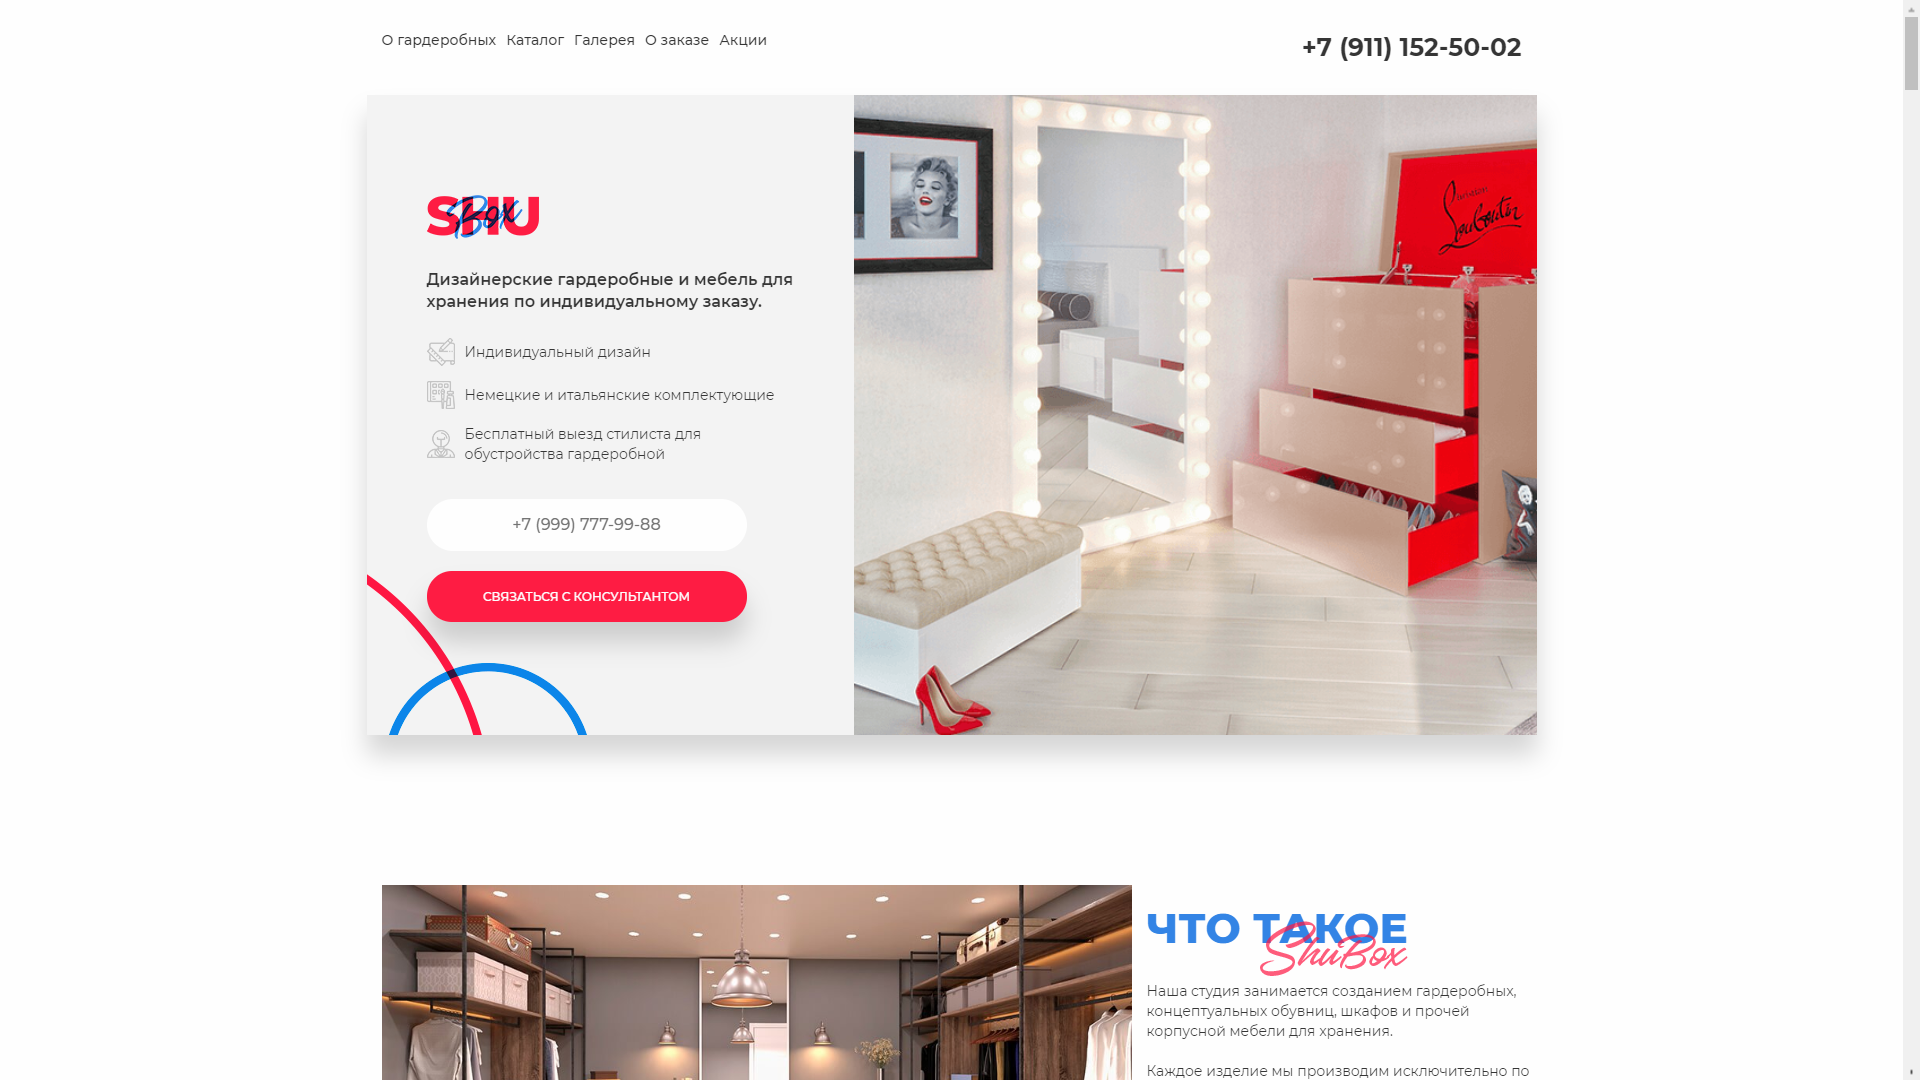 О гардеробных Каталог Галерея О заказе Акции
+7 (911) 152-50-02
SHU
Box
Дизайнерские гардеробные и мебель для
хранения по индивидуальному заказу.
Индивидуальный дизайн
Немецкие и итальянские комплектующие
Бесплатный выезд стилиста для
обустройства гардеробной
+7 (999) 777-99-88
СВЯЗАТЬСЯ С КОНСУЛЬТАНТОМ
Louboutin
ЧТО ТАКОЕ
ShuBox
Наша студия занимается созданием гардеробных,
концептуальных обувниц, шкафов и прочей
корпусной мебели для хранения.
Каждое изделие мы производим исключительно по